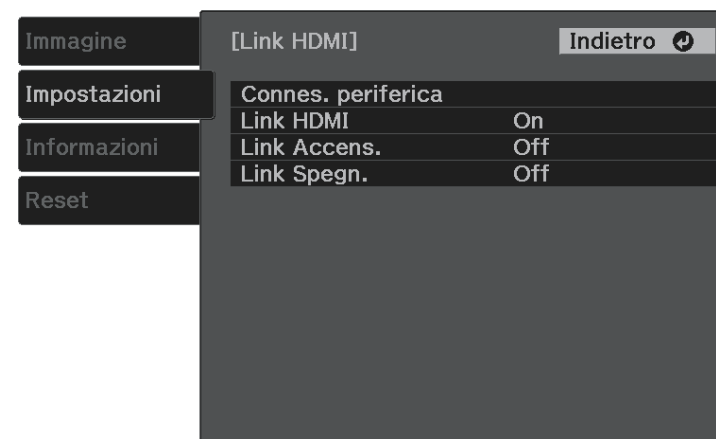 Immagine
Impostazioni
Informazioni
Reset
[Link HDMI]
Indietro
Connes. periferica
Link HDMI On
Link Accens. Off
Link Spegn. Off